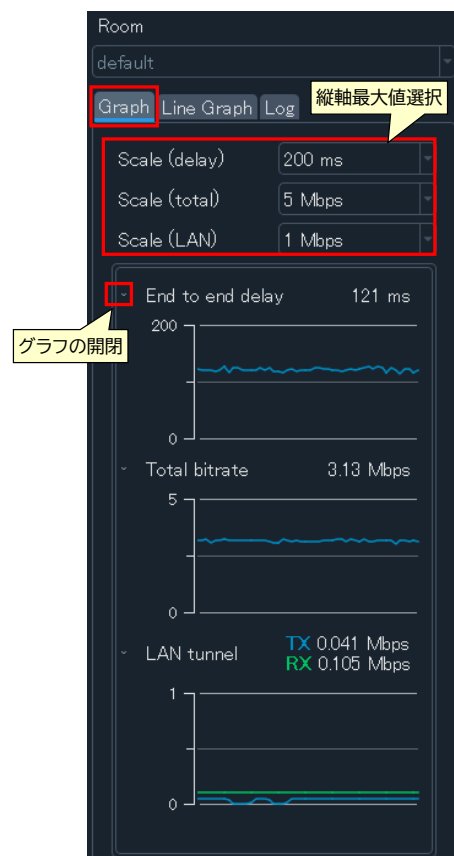 Room
default
Graph Line Graph Log
縦軸最大値選択
Scale (delay) 200 ms
Scale (total) 5 Mbps
Scale (LAN) 1 Mbps
End to end delay 121 ms
グラフの開閉
200
0
Total bitrate 3.13 Mbps
5
0
LAN tunnel TX 0.041 Mbps
RX 0.105 Mbps
1
0